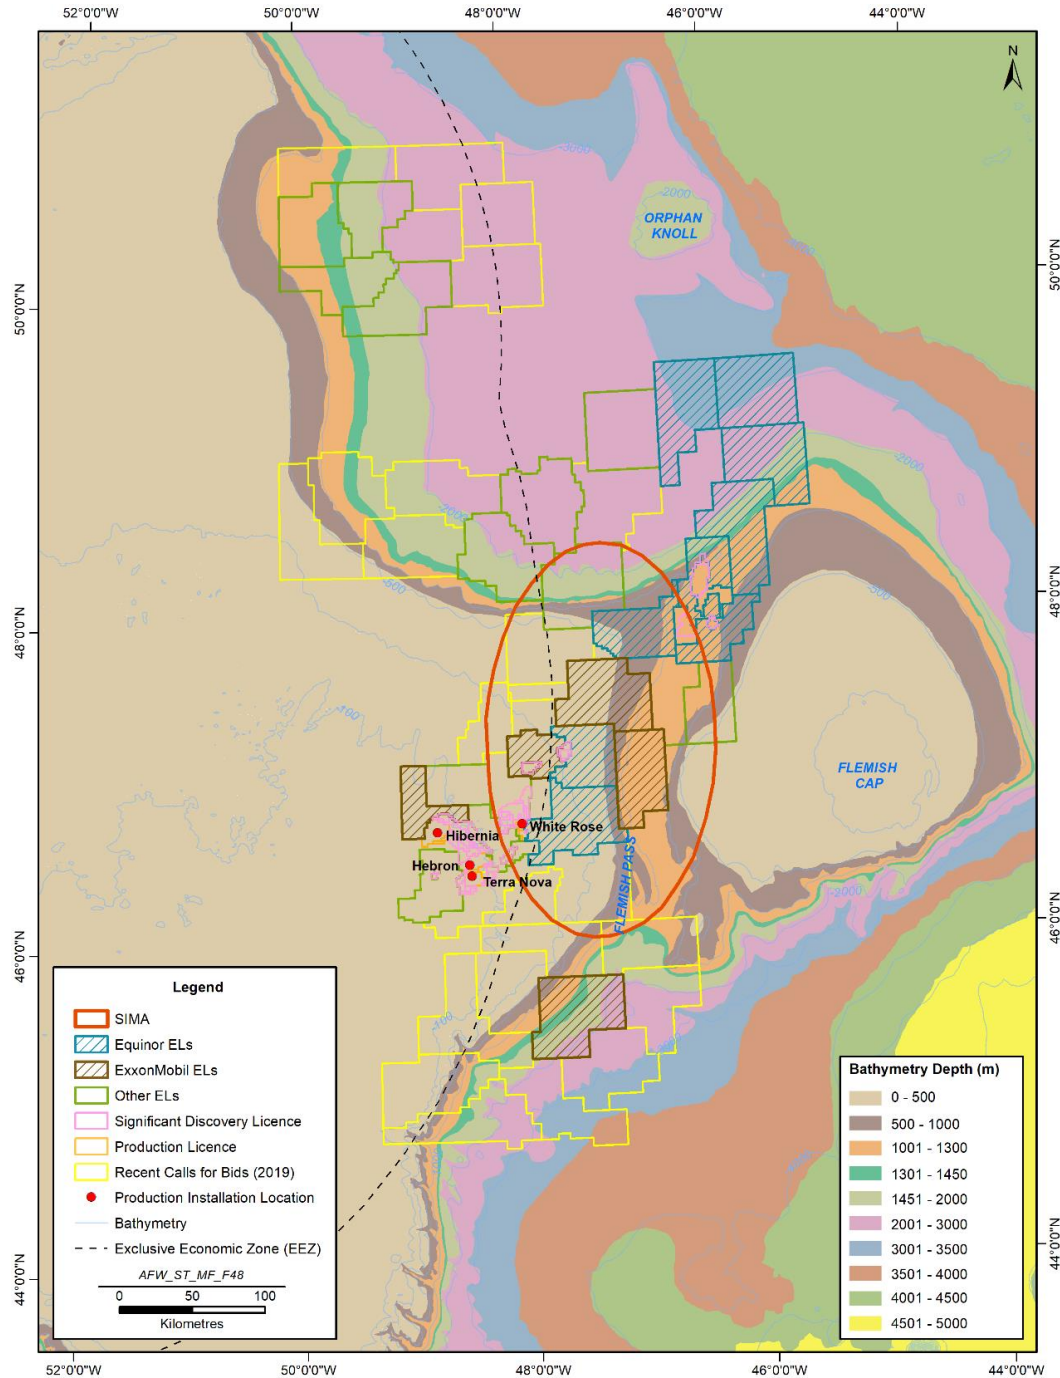 52°0'0"W 50°0'0"W 48°0'0"W 46°0'0"W 44°0'0"W
N
-3000
-2000
ORPHAN
KNOLL
50°0'0"N
50°0'0"N
-2000
-2000
-500
-500
48°0'0"N
48°0'0"N
-100
FLEMISH
CAP
White Rose
Hibernia
Hebron
Terra Nova
FLEMISH PASS
-2000
46°0'0"N
46°0'0"N
-100
Legend
SIMA
Equinor ELs
ExxonMobil ELs
Other ELs
Significant Discovery Licence
Production Licence
Recent Calls for Bids (2019)
Production Installation Location
Bathymetry
Exclusive Economic Zone (EEZ)
AFW_ST_MF_F48
0 50 100
Kilometres
Bathymetry Depth (m)
0 - 500
500 - 1000
1001 - 1300
1301 - 1450
1451 - 2000
2001 - 3000
3001 - 3500
3501 - 4000
4001 - 4500
4501 - 5000
44°0'0"N
44°0'0"N
52°0'0"W 50°0'0"W 48°0'0"W 46°0'0"W 44°0'0"W